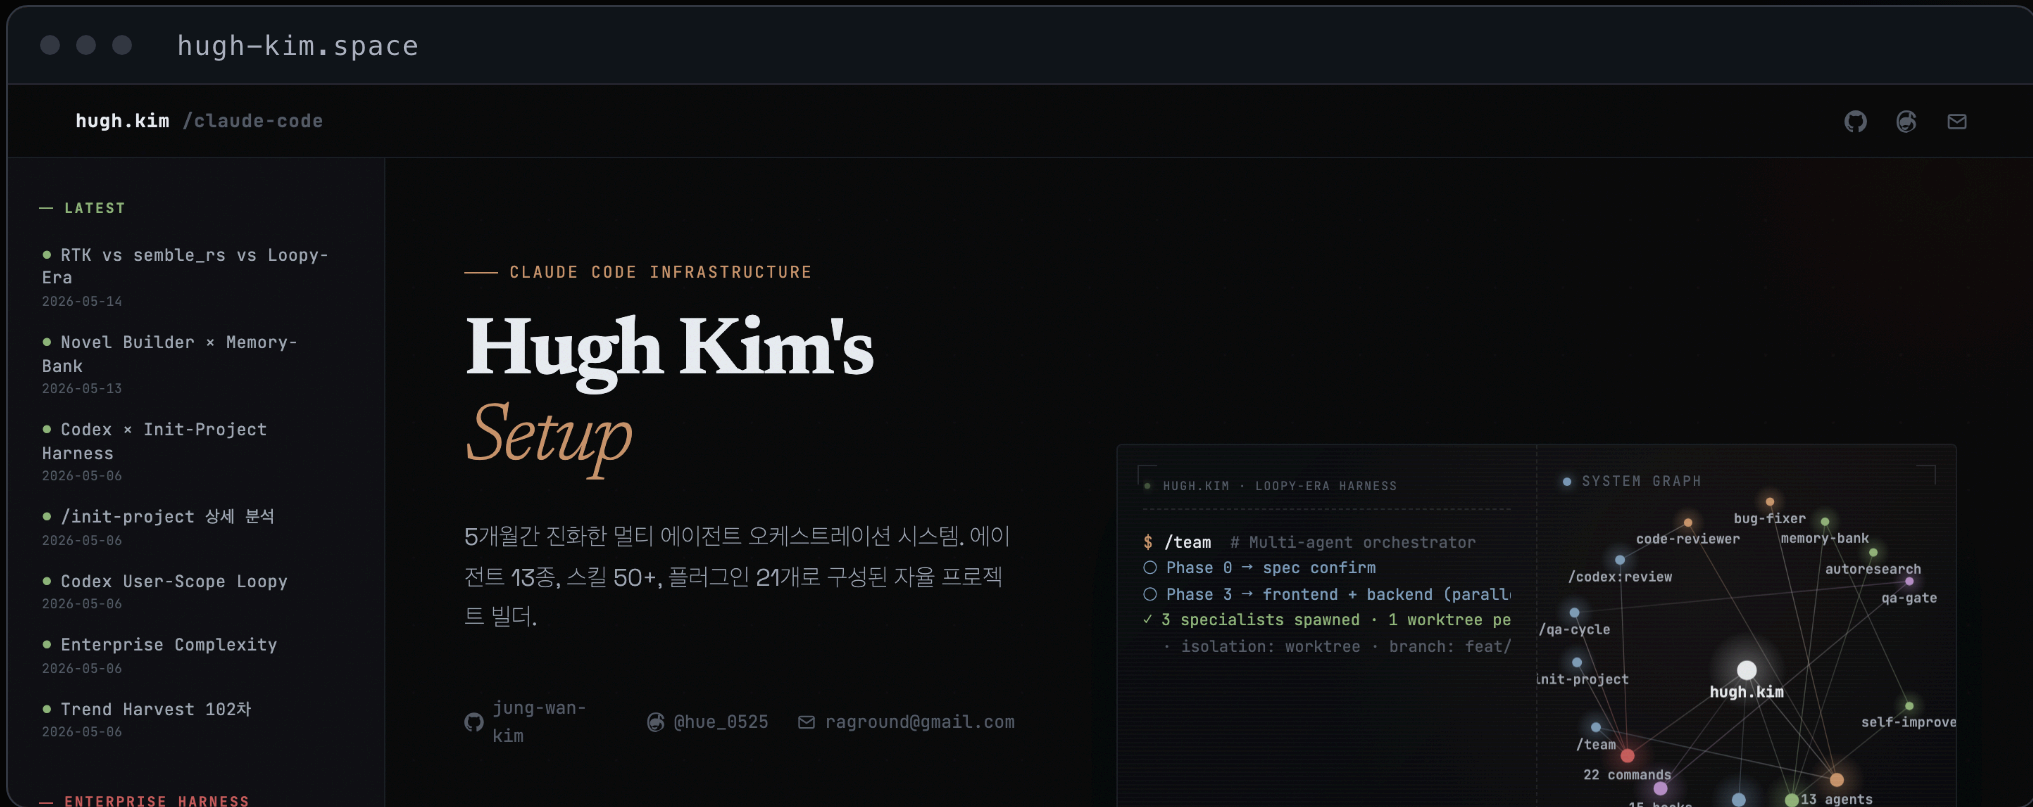 hugh-kim.space
hugh.kim /claude-code
— LATEST
RTK vs semble_rs vs Loopy-
Era
2026-05-14
Novel Builder × Memory-
Bank
2026-05-13
Codex × Init-Project
Harness
2026-05-06
/init-project 상세 분석
2026-05-06
Codex User-Scope Loopy
2026-05-06
Enterprise Complexity
2026-05-06
Trend Harvest 102차
2026-05-06
— ENTERPRISE HARNESS
CLAUDE CODE INFRASTRUCTURE
Hugh Kim's
Setup
5개월간 진화한 멀티 에이전트 오케스트레이션 시스템. 에이
전트 13종, 스킬 50+, 플러그인 21개로 구성된 자율 프로젝
트 빌더.
jung-wan-
kim
@hue_0525
raground@gmail.com
HUGH.KIM · LOOPY-ERA HARNESS
$ /team # Multi-agent orchestrator
○ Phase 0 → spec confirm
○ Phase 3 → frontend + backend (parall
✓ 3 specialists spawned · 1 worktree pe
· isolation: worktree · branch: feat/
SYSTEM GRAPH
bug-fixer
code-reviewer
memory-bank
autoresearch
/codex:review
qa-gate
/qa-cycle
init-project
hugh.kim
self-improve
/team
22 commands
13 agents
15 hooks